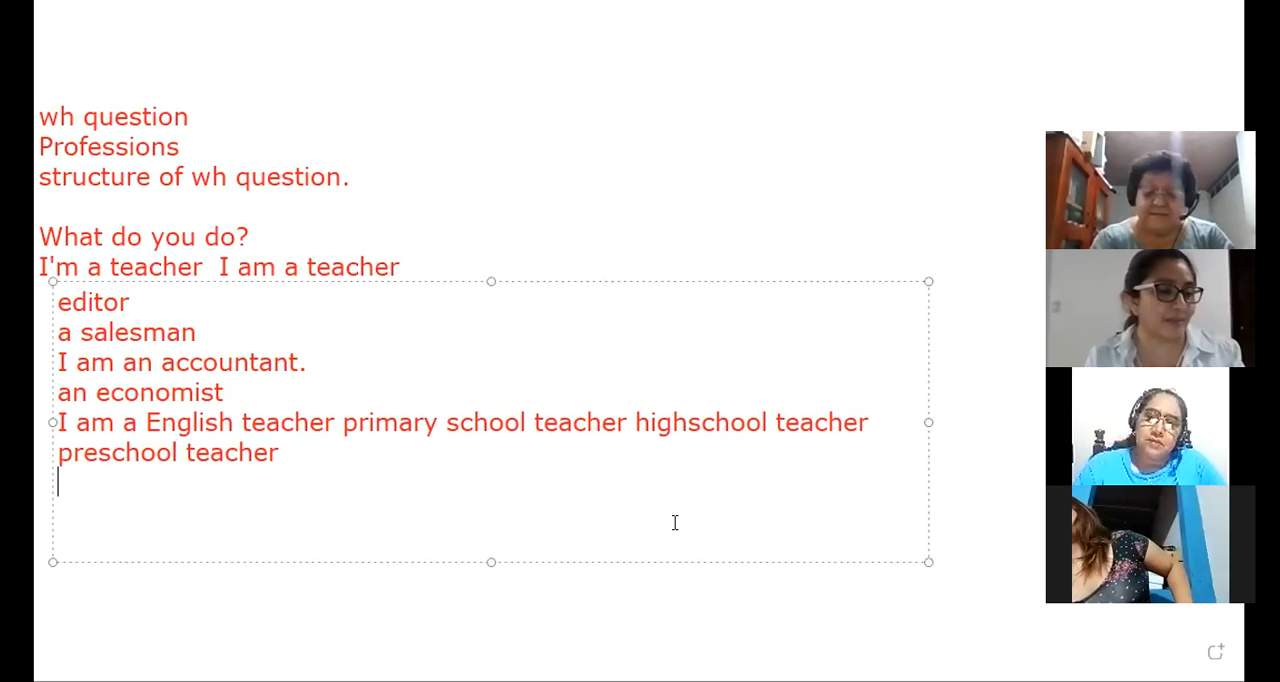 wh question
Professions
structure of wh question.
What do you do?
I'm a teacher  I am a teacher
editor
a salesman
I am an accountant.
an economist
I am a English teacher primary school teacher highschool teacher
preschool teacher